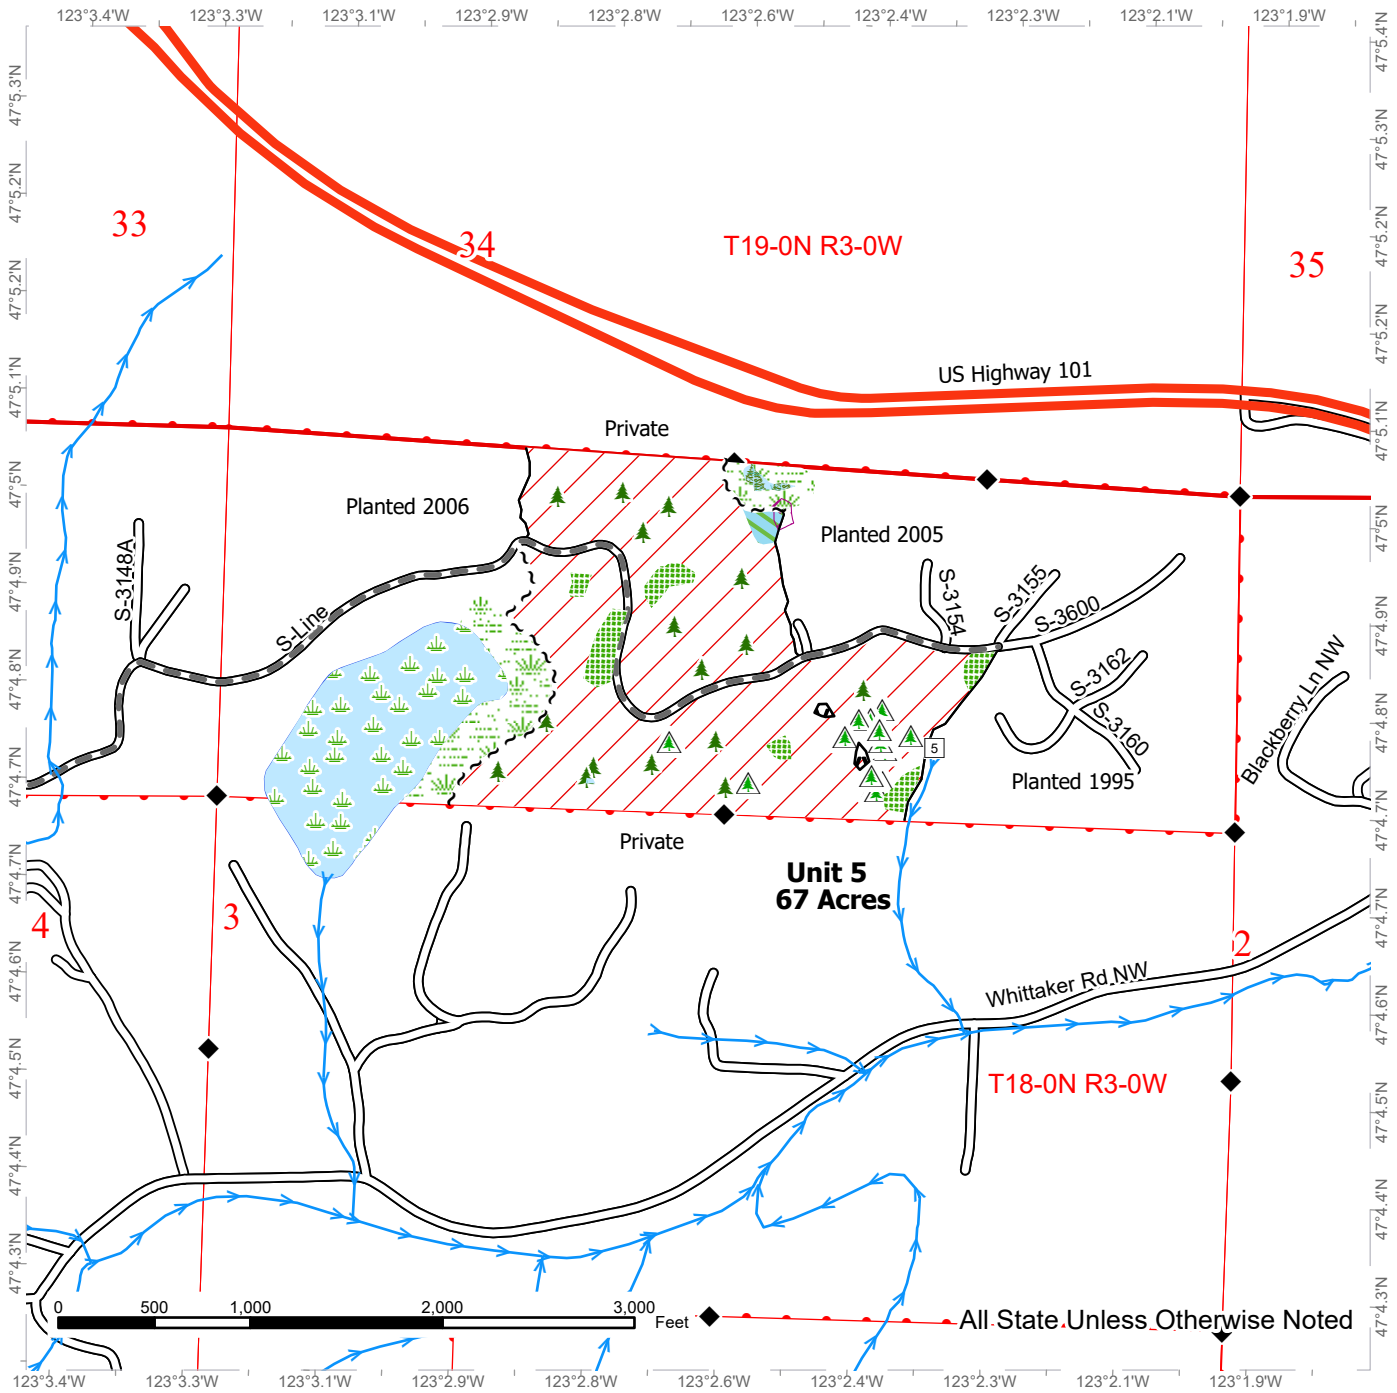 123°3.4'W 123°3.3'W 123°3.1'W 123°2.9'W 123°2.8'W 123°2.6'W 123°2.4'W 123°2.3'W 123°2.1'W 123°1.9'W
47°5.3'N
47°5.2'N
47°5.2'N
47°5.1'N
47°5'N
47°4.9'N
47°4.8'N
47°4.7'N
47°4.7'N
47°4.6'N
47°4.5'N
47°4.4'N
47°4.3'N
33
34
T19-0N R3-0W
35
US Highway 101
Private
Planted 2006
Planted 2005
S-3148A
S-Line
S-3154
S-3155
S-3600
S-3162
S-3160
Blackberry Ln NW
5
Planted 1995
Private
Unit 5
67 Acres
4
3
2
Whittaker Rd NW
T18-0N R3-0W
0 500 1,000 2,000 3,000
Feet
All State Unless Otherwise Noted
47°5.4'N
47°5.3'N
47°5.2'N
47°5.2'N
47°5.1'N
47°5'N
47°4.9'N
47°4.8'N
47°4.7'N
47°4.7'N
47°4.6'N
47°4.5'N
47°4.4'N
47°4.3'N
123°3.4'W 123°3.3'W 123°3.1'W 123°2.9'W 123°2.8'W 123°2.6'W 123°2.4'W 123°2.3'W 123°2.1'W 123°1.9'W